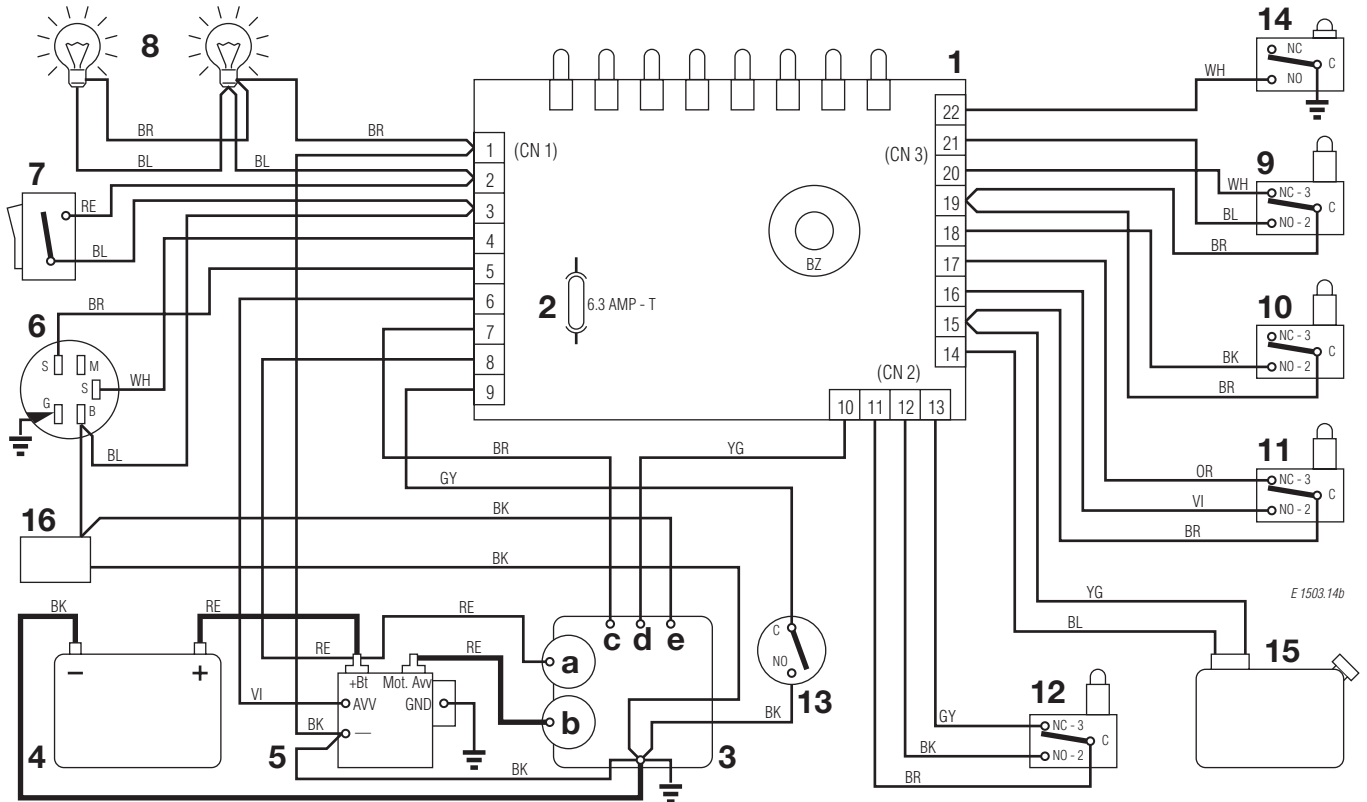 8
1
14
NC
C
NO
WH
BR
BR
BL
BL
1
(CN 1)
2
3
4
5
6
7
8
9
22
21
20
19
18
17
16
15
14
(CN 3)
7
RE
BL
BZ
2
6.3 AMP - T
9
WH
NC - 3
C
BL
NO - 2
BR
10
NC - 3
C
BK
NO - 2
BR
BR
6
S
M
S
WH
G
B
BL
(CN 2)
10
11
12
13
11
OR
NC - 3
C
VI
NO - 2
BR
BR
YG
GY
16
BK
BK
YG
E 1503.14b
BL
15
BK
RE
RE
RE
RE
c
d
e
a
b
C
NO
13
BK
–
+
4
VI
+Bt
Mot. Avv
AVV
GND
BK
—
5
BK
3
12
GY
NC - 3
C
BK
NO - 2
BR